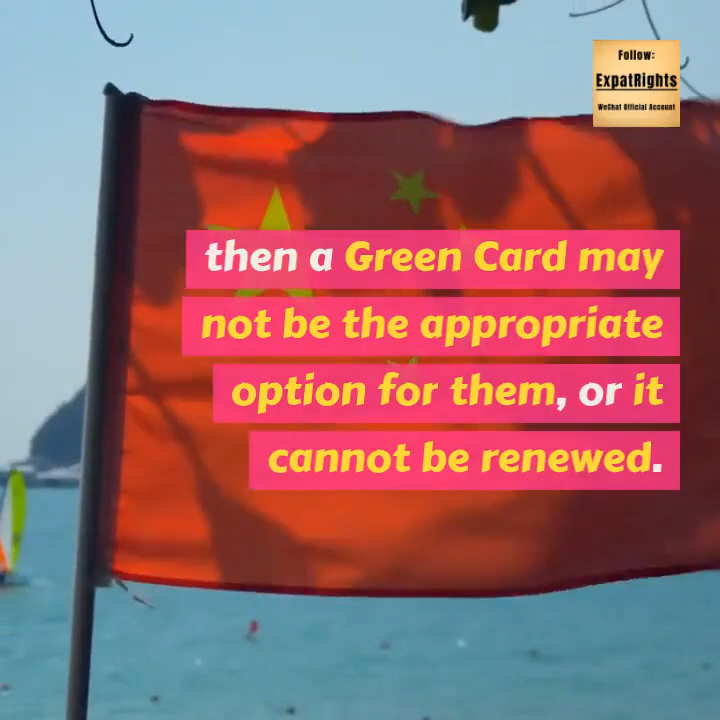 Follow:
ExpatRights
WeChat Official Account
then a Green Card may
not be the appropriate
option for them, or it
cannot be renewed.